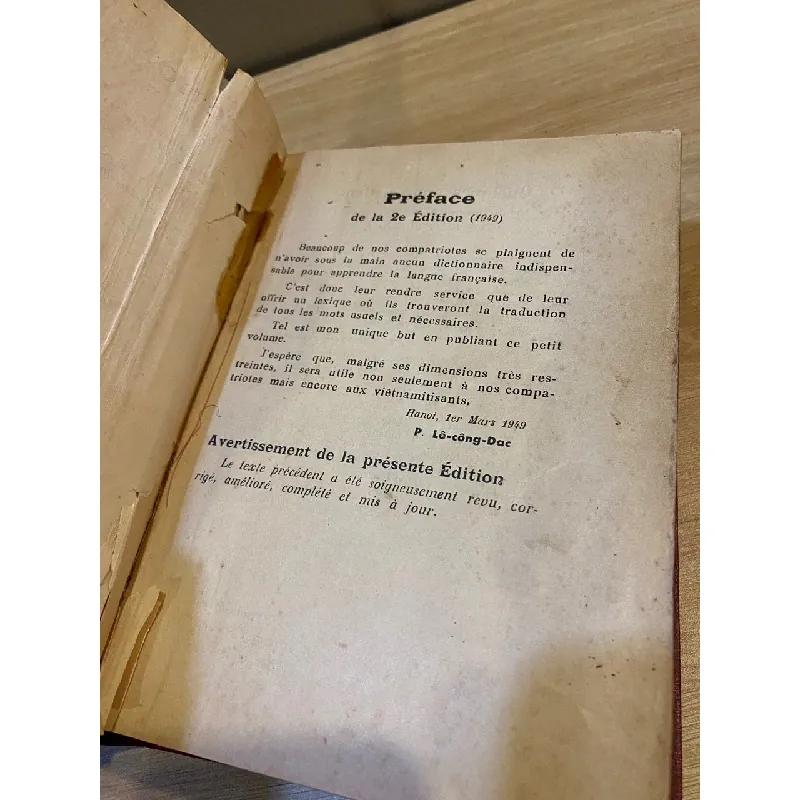 Préface
de la 2e Édition (1949)
Beaucoup de nos compatriotes se plaignent de
n'avoir sous la main aucun dictionnaire indispen-
sable pour apprendre la langue française.
C'est donc leur rendre service que de leur
offrir un lexique où ils trouveront la traduction
de tous les mots usuels et nécessaires.
Tel est mon unique but en publiant ce petit
volume.
J'espère que, malgré ses dimensions très res-
treintes, il sera utile non seulement à nos compa-
triotes mais encore aux viêtnamitisants.
Hanoi, 1er Mars 1949
P. Lê-công-Dac
Avertissement de la présente Édition
Le texte précédent a été soigneusement revu, cor-
rigé, amélioré, complété et mis à jour.